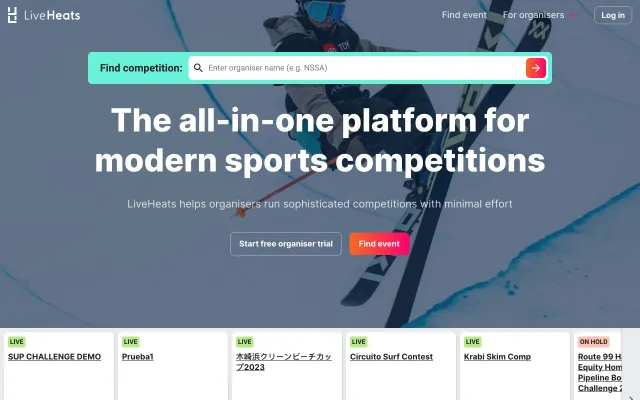 LiveHeats
Find event
For organisers
Log in
Find competition:
Enter organiser name (e.g. NSSA)
The all-in-one platform for
modern sports competitions
LiveHeats helps organisers run sophisticated competitions with minimal effort
Start free organiser trial
Find event
LIVE
SUP CHALLENGE DEMO
LIVE
Prueba1
LIVE
木崎浜クリーンビーチカッ
プ2023
LIVE
Circuito Surf Contest
LIVE
Krabi Skim Comp
ON HOLD
Route 99 H
Equity Hom
Pipeline Bo
Challenge 2